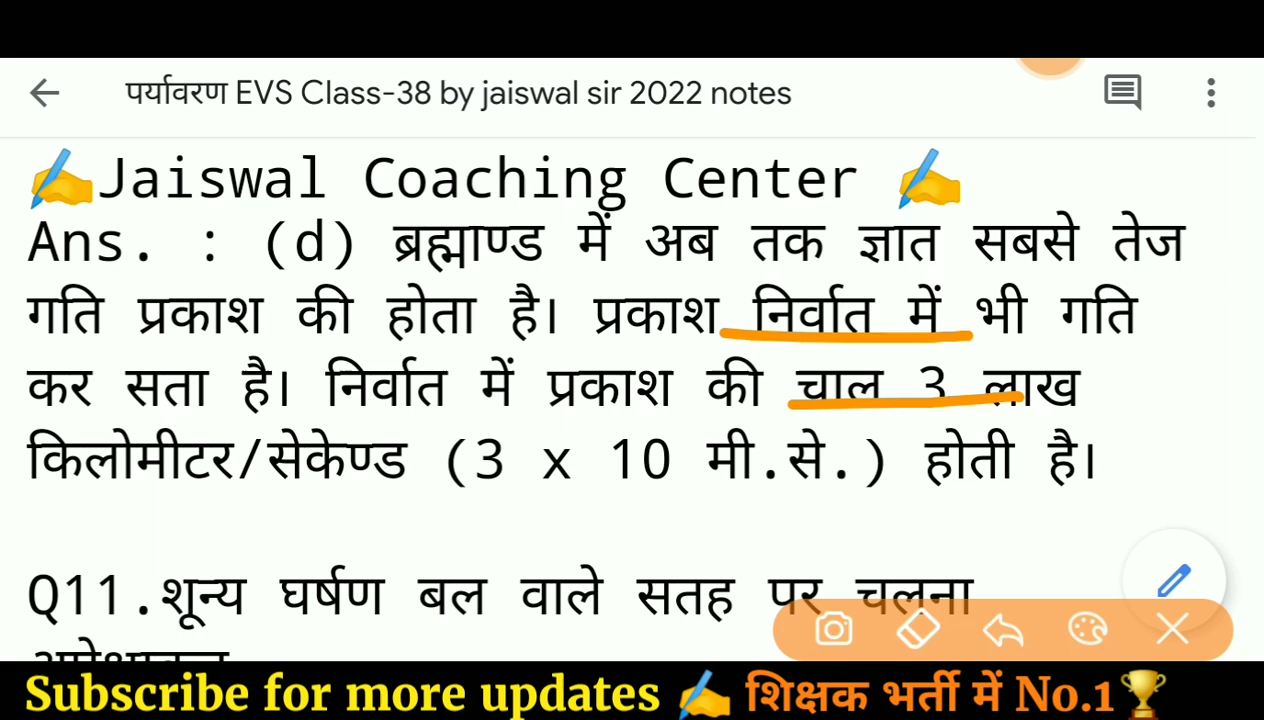 पर्यावरण EVS Class-38 by jaiswal sir 2022 notes
✍Jaiswal Coaching Center ✍
Ans. : (d) ब्रह्माण्ड में अब तक ज्ञात सबसे तेज
गति प्रकाश की होता है। प्रकाश निर्वात में भी गति
कर सता है। निर्वात में प्रकाश की चाल 3 लाख
किलोमीटर/सेकेण्ड (3 x 10 मी.से.) होती है।
Q11.शून्य घर्षण बल वाले सतह पर चलना
Subscribe for more updates ✍ शिक्षक भर्ती में No.1🏆